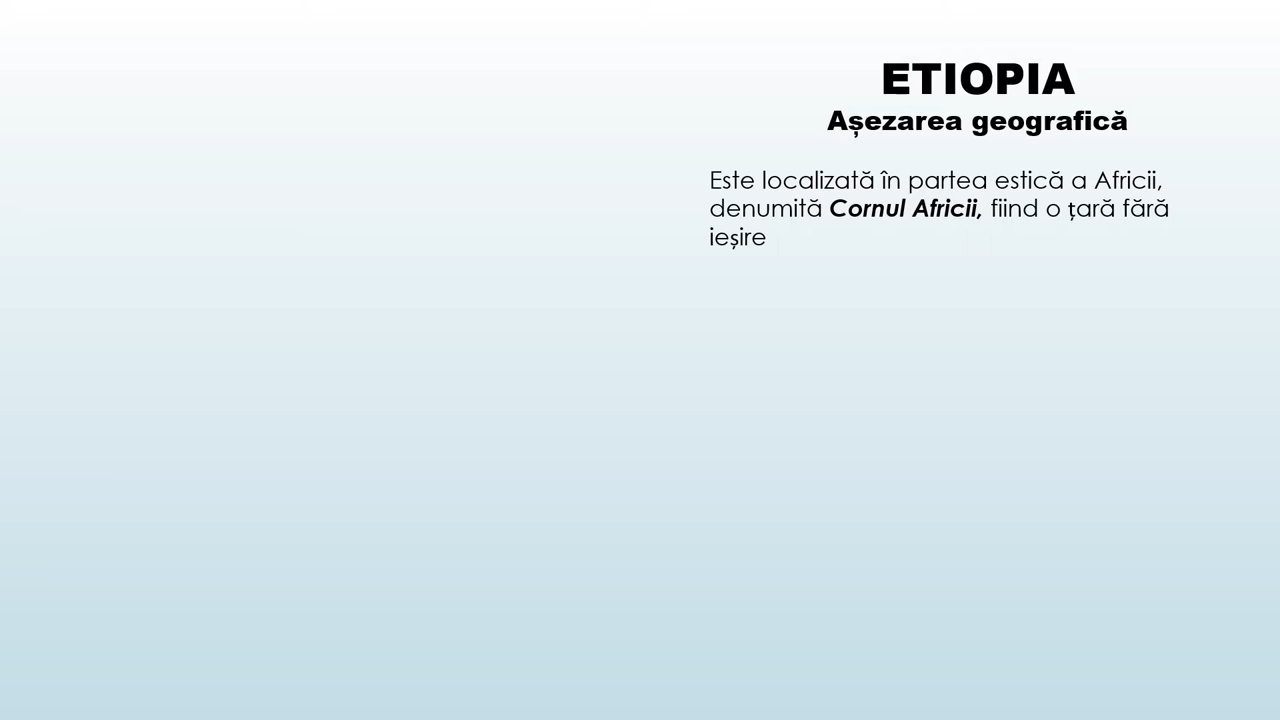 ETIOPIA
Așezarea geografică
Este localizată în partea estică a Africii,
denumită Cornul Africii, fiind o țară fără
ieșire